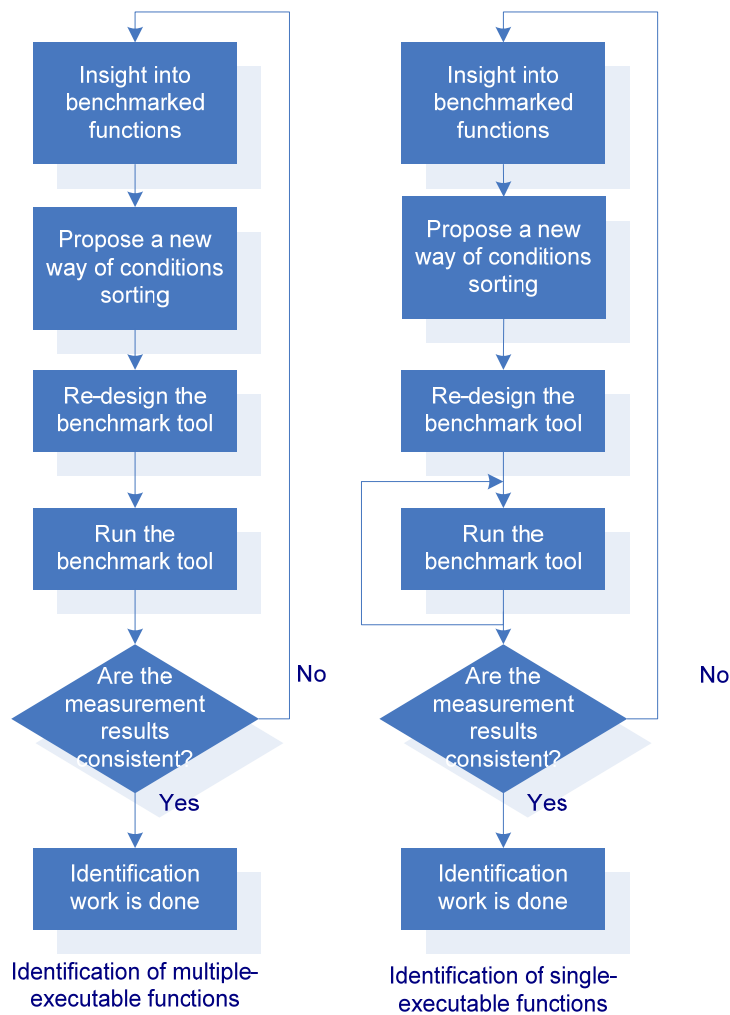 Insight into
benchmarked
functions
Propose a new
way of conditions
sorting
Re-design the
benchmark tool
Run the
benchmark tool
Are the
measurement
results
consistent?
No
Yes
Identification
work is done
Identification of multiple-
executable functions
Insight into
benchmarked
functions
Propose a new
way of conditions
sorting
Re-design the
benchmark tool
Run the
benchmark tool
Are the
measurement
results
consistent?
No
Yes
Identification
work is done
Identification of single-
executable functions